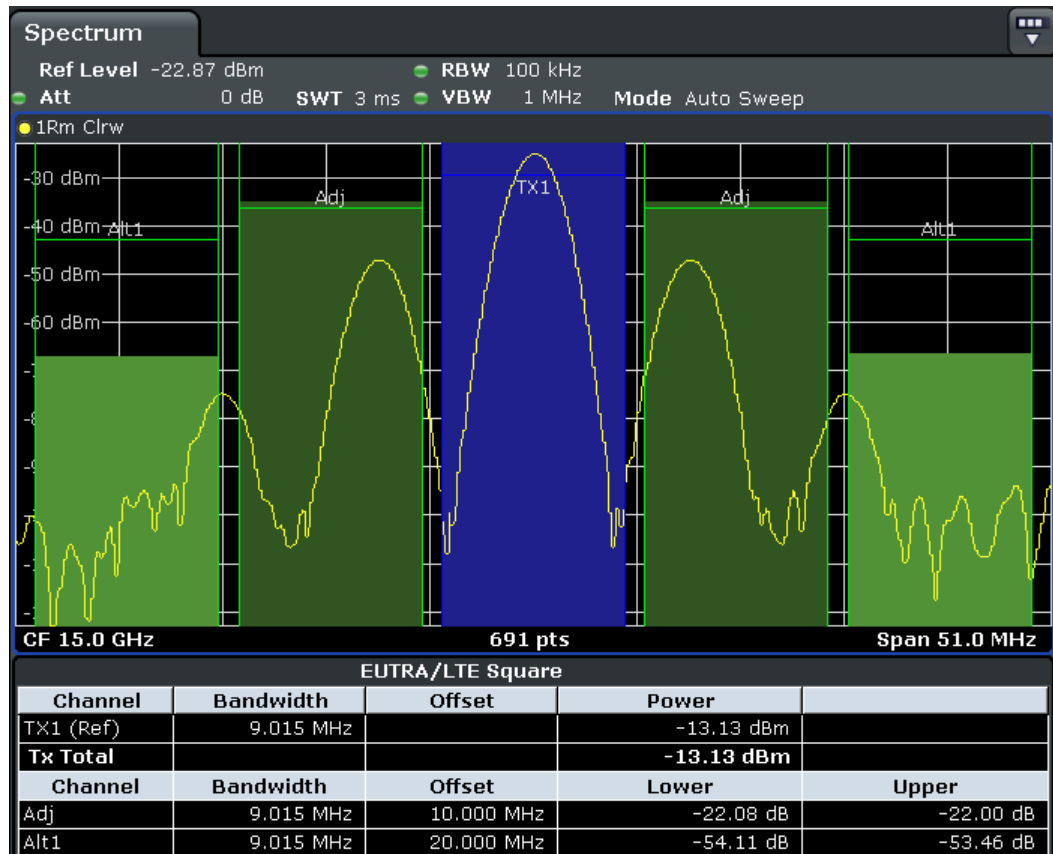 Spectrum
Ref Level -22.87 dBm RBW 100 kHz
Att 0 dB SWT 3 ms VBW 1 MHz Mode Auto Sweep
1Rm Clrw
-30 dBm
TX1
Adj Adj
-40 dBm Alt1 Alt1
-50 dBm
-60 dBm
CF 15.0 GHz 691 pts Span 51.0 MHz
EUTRA/LTE Square
Channel Bandwidth Offset Power
TX1 (Ref) 9.015 MHz -13.13 dBm
Tx Total -13.13 dBm
Channel Bandwidth Offset Lower Upper
Adj 9.015 MHz 10.000 MHz -22.08 dB -22.00 dB
Alt1 9.015 MHz 20.000 MHz -54.11 dB -53.46 dB